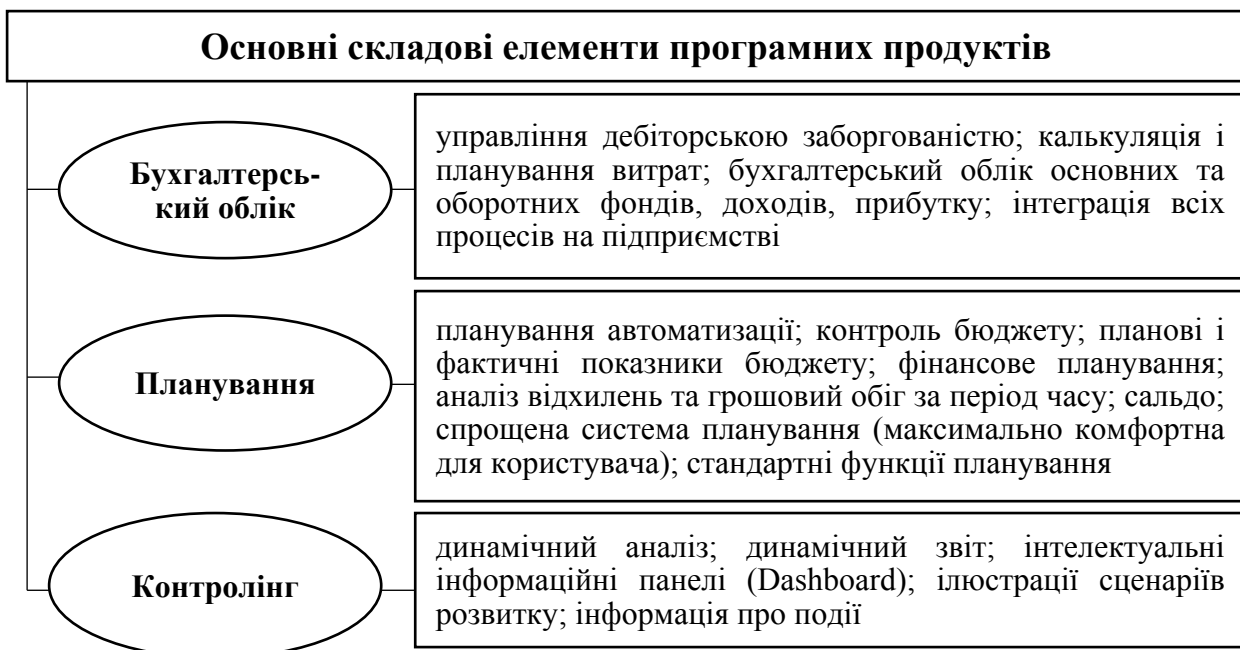 Основні складові елементи програмних продуктів
Бухгалтерсь-
кий облік
управління дебіторською заборгованістю; калькуляція і
планування витрат; бухгалтерський облік основних та
оборотних фондів, доходів, прибутку; інтеграція всіх
процесів на підприємстві
Планування
планування автоматизації; контроль бюджету; планові і
фактичні показники бюджету; фінансове планування;
аналіз відхилень та грошовий обіг за період часу; сальдо;
спрощена система планування (максимально комфортна
для користувача); стандартні функції планування
Контролінг
динамічний аналіз; динамічний звіт; інтелектуальні
інформаційні панелі (Dashboard); ілюстрації сценаріїв
розвитку; інформація про події